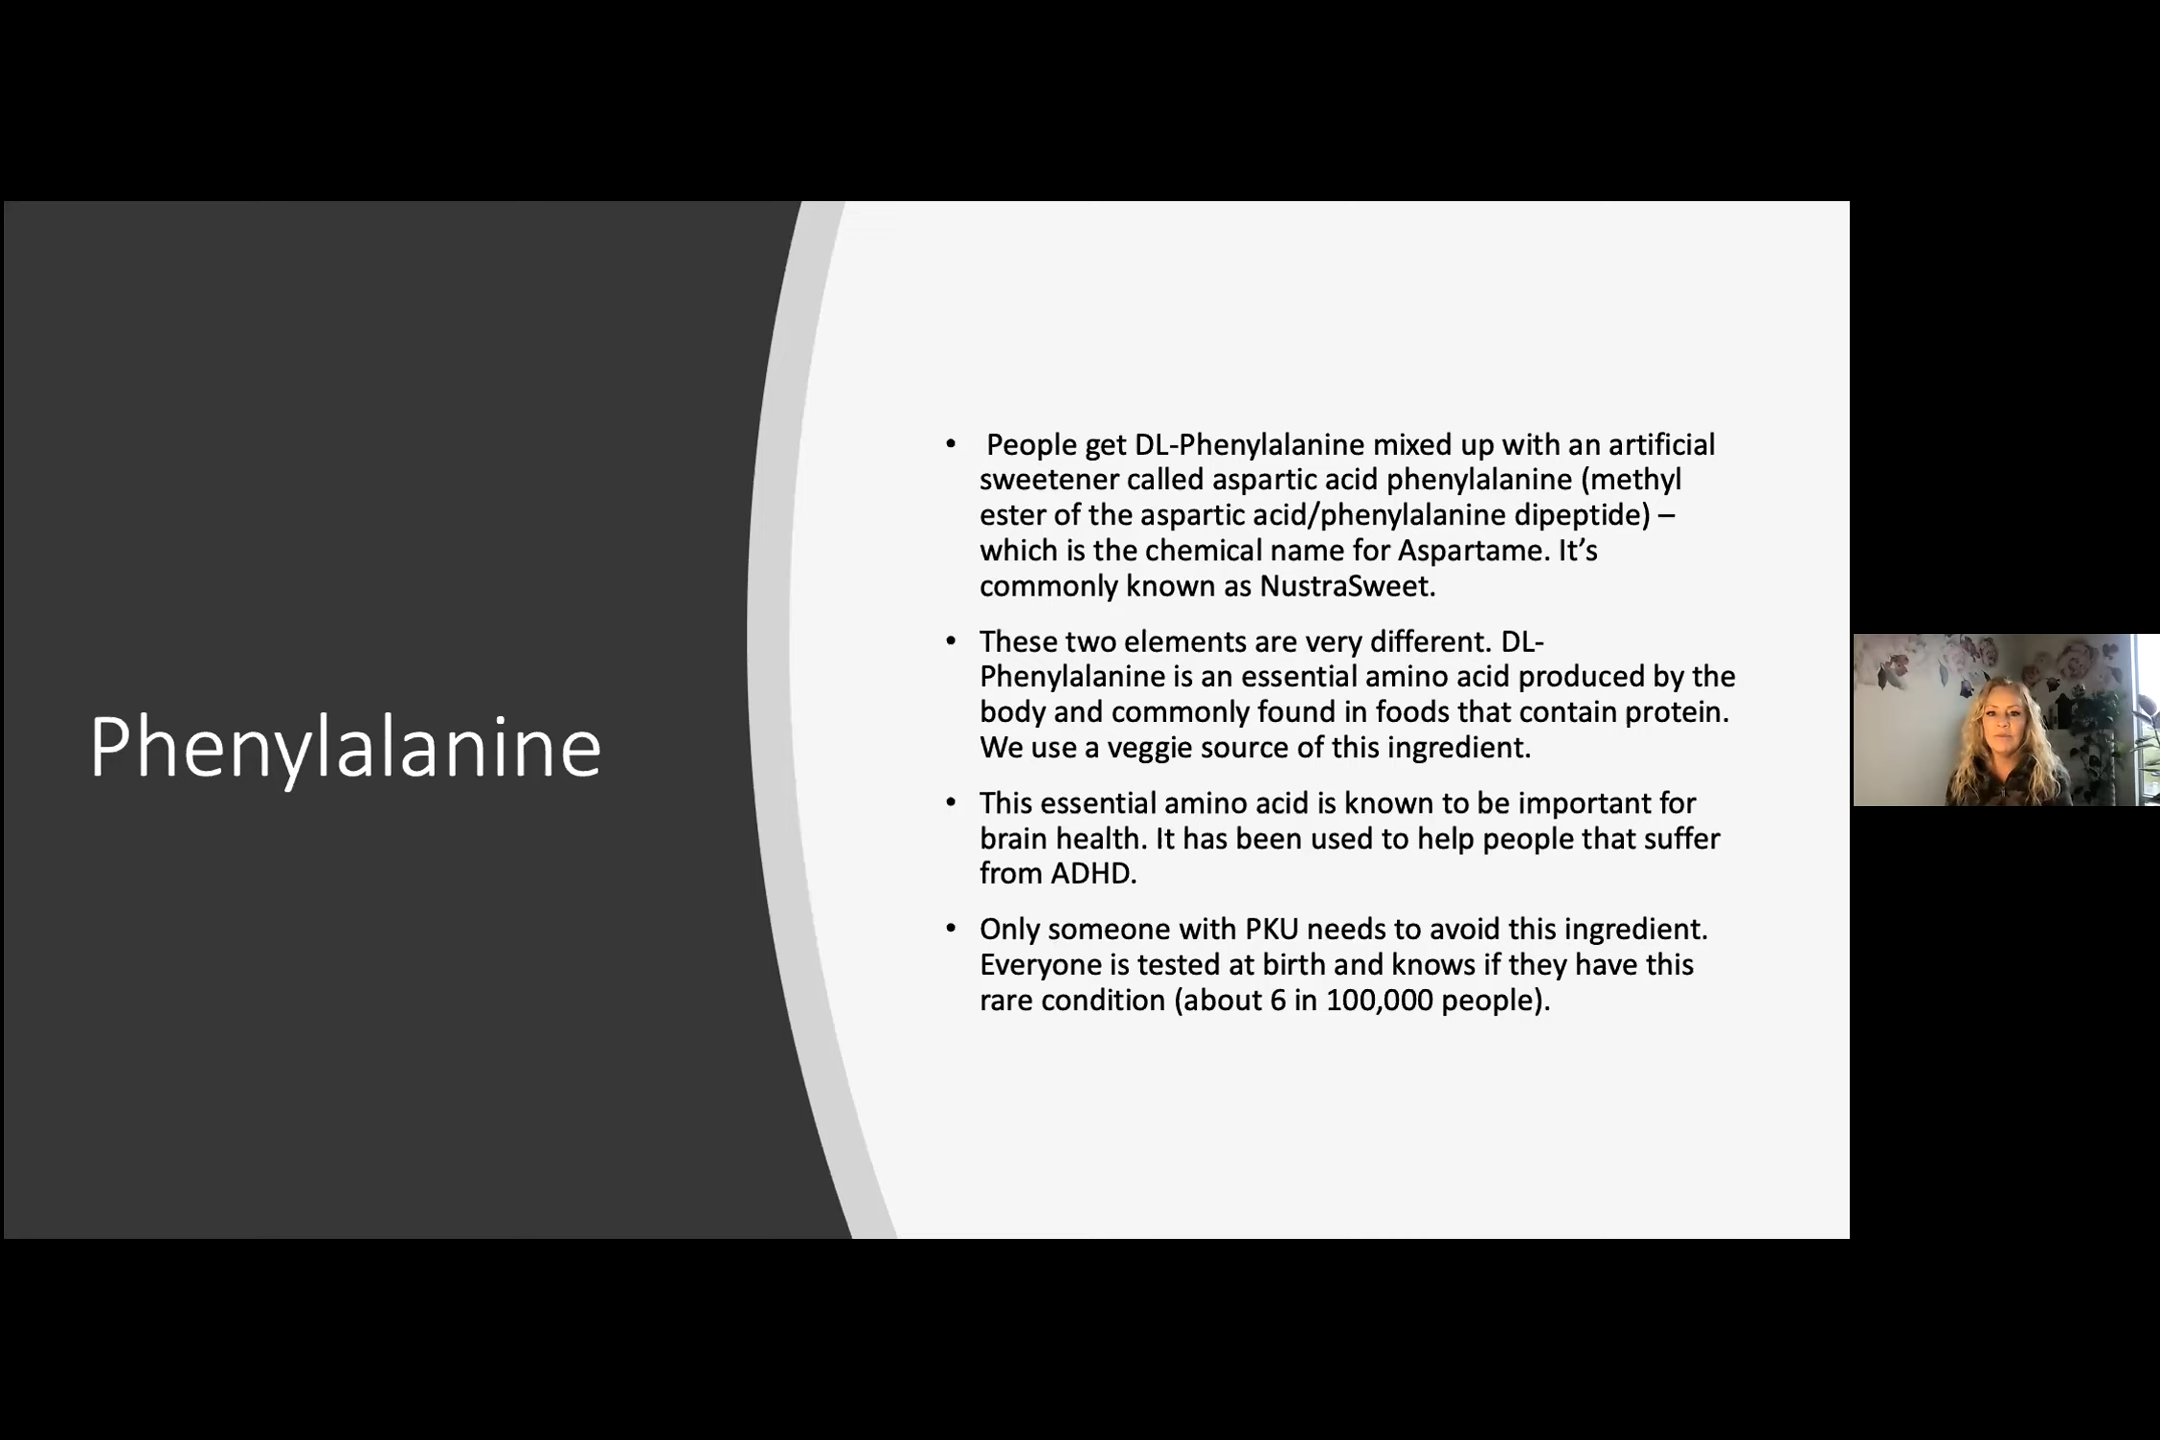 Phenylalanine
• People get DL-Phenylalanine mixed up with an artificial
sweetener called aspartic acid phenylalanine (methyl
ester of the aspartic acid/phenylalanine dipeptide) –
which is the chemical name for Aspartame. It’s
commonly known as NustraSweet.
• These two elements are very different. DL-
Phenylalanine is an essential amino acid produced by the
body and commonly found in foods that contain protein.
We use a veggie source of this ingredient.
• This essential amino acid is known to be important for
brain health. It has been used to help people that suffer
from ADHD.
• Only someone with PKU needs to avoid this ingredient.
Everyone is tested at birth and knows if they have this
rare condition (about 6 in 100,000 people).